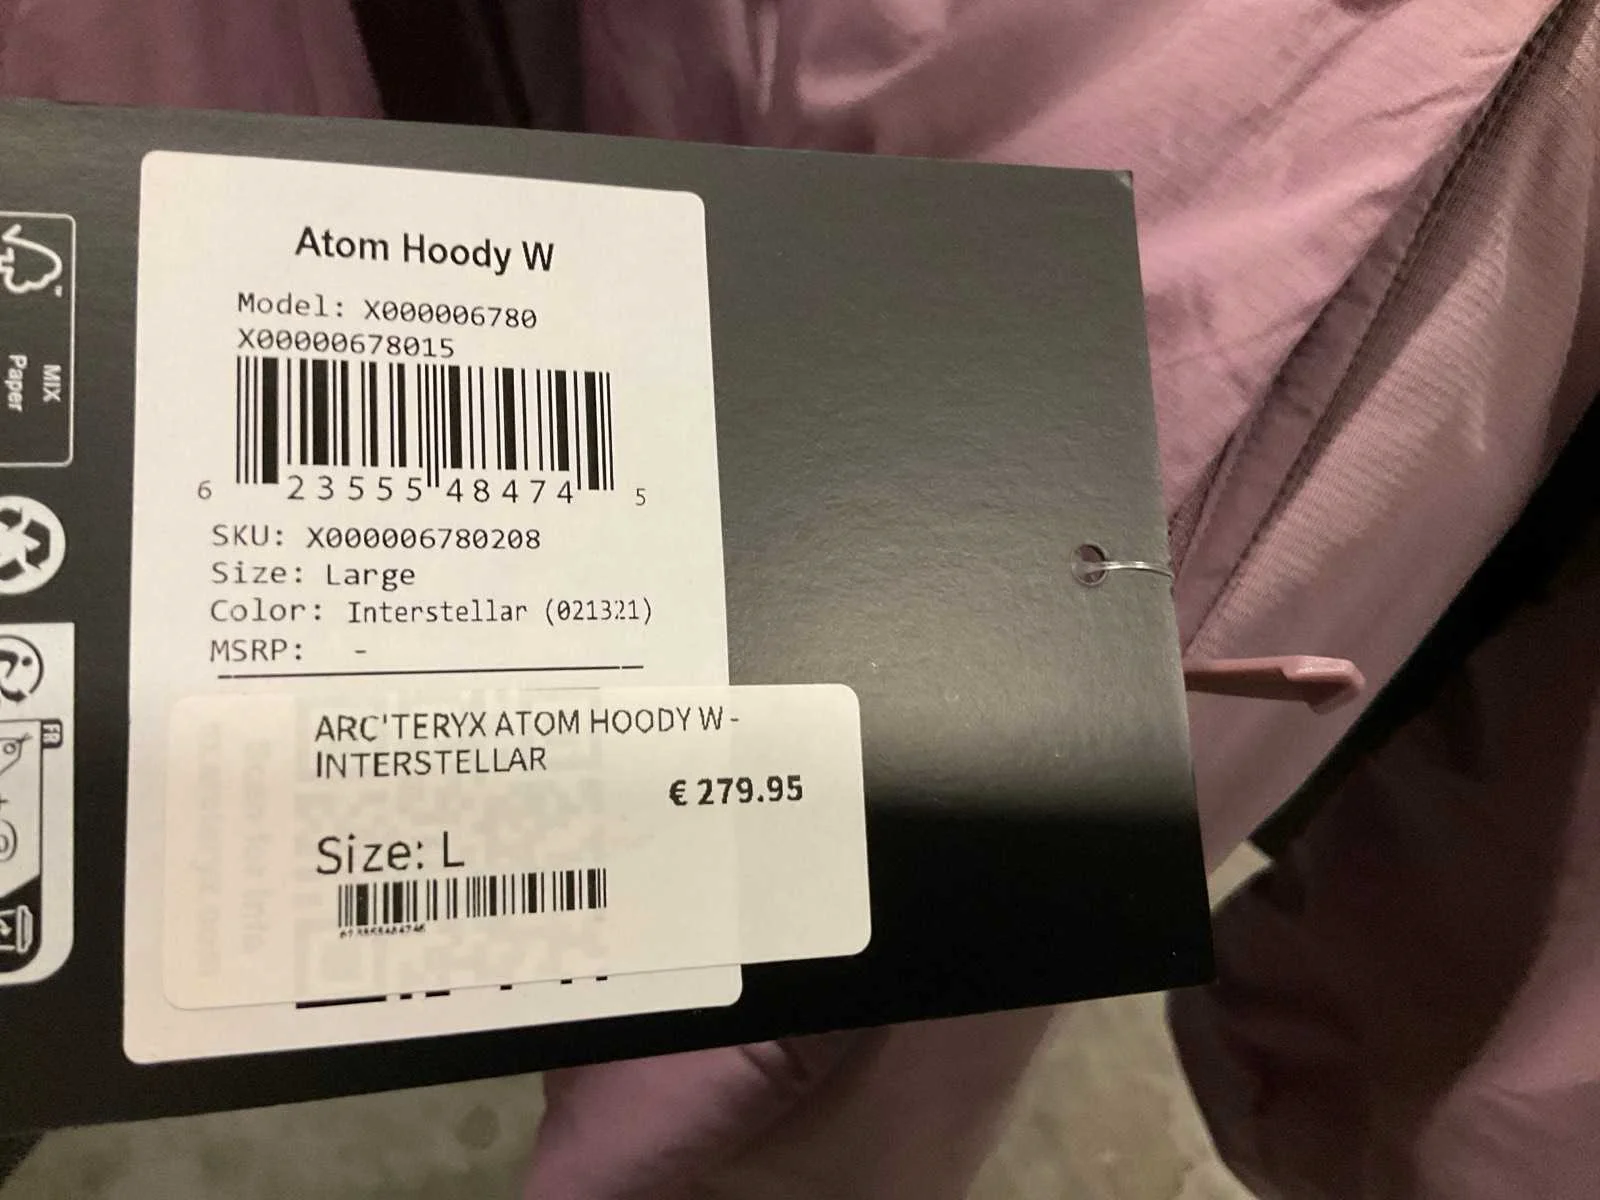 Atom Hoody W
Model: X000006780
X00000678015
6 23555 48474 5
SKU: X000006780208
Size: Large
Color: Interstellar (021321)
MSRP: -
ARC'TERYX ATOM HOODY W -
INTERSTELLAR
€ 279.95
Size: L
MIX
Paper
FR